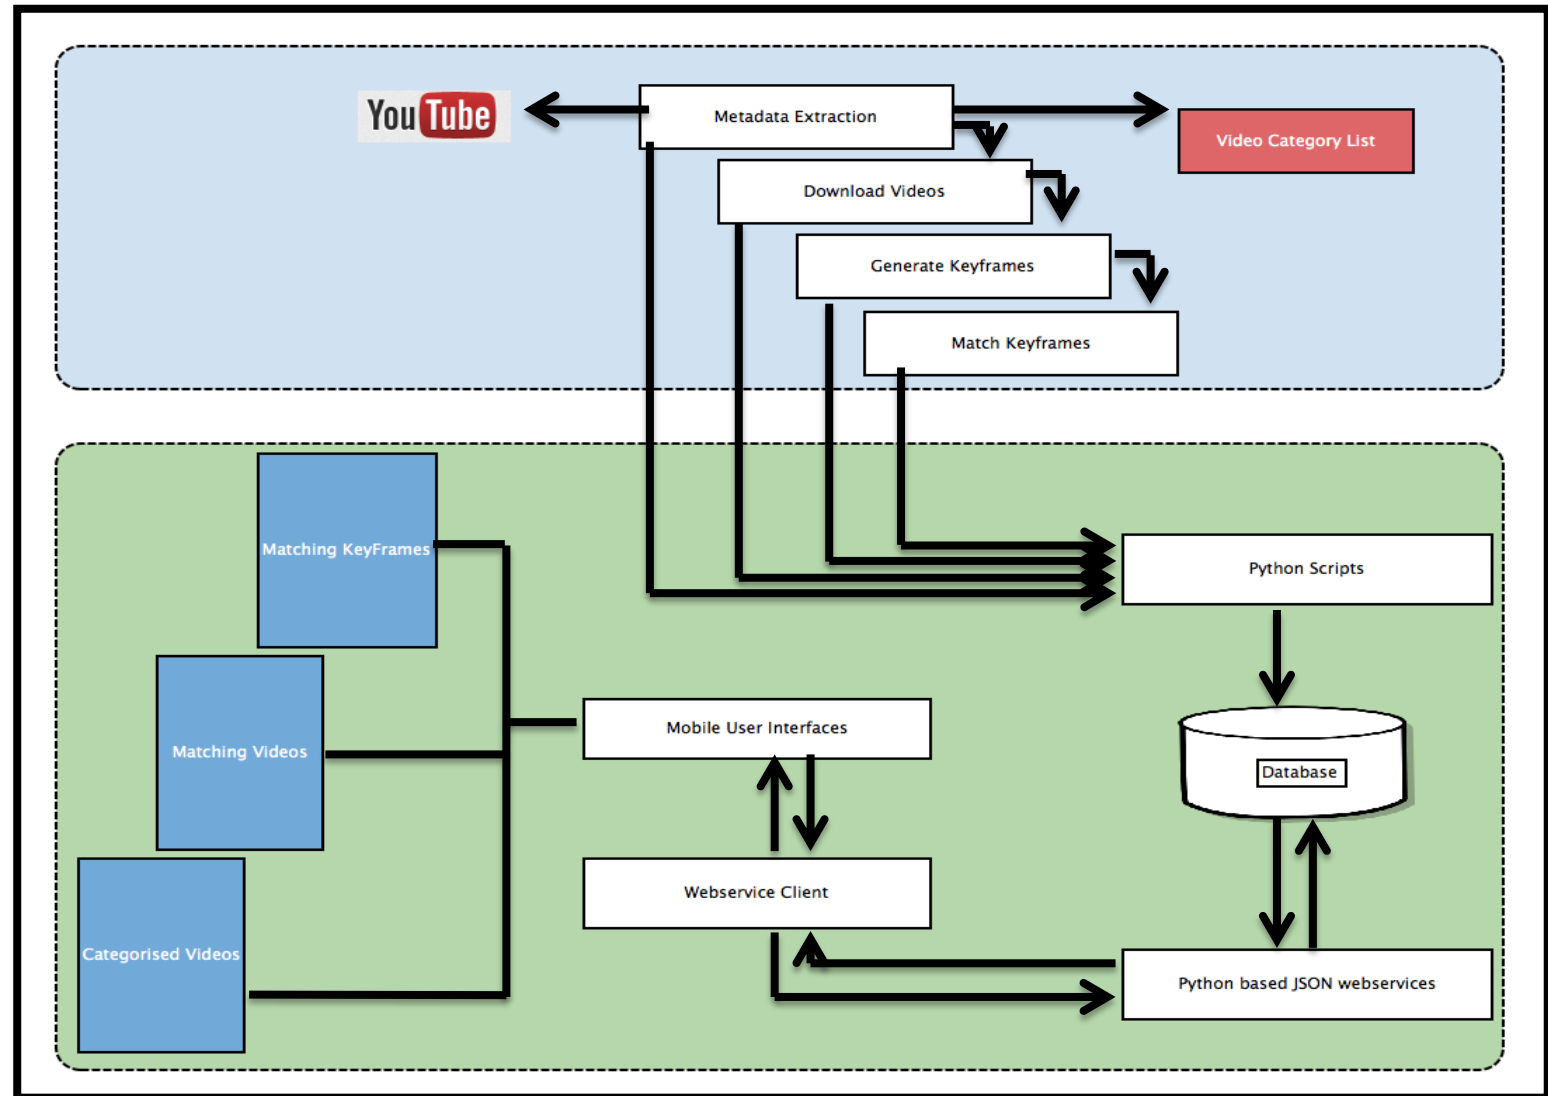 YouTube
Metadata Extraction
Video Category List
Download Videos
Generate Keyframes
Match Keyframes
Matching KeyFrames
Python Scripts
Mobile User Interfaces
Matching Videos
Database
Webservice Client
Categorised Videos
Python based JSON webservices